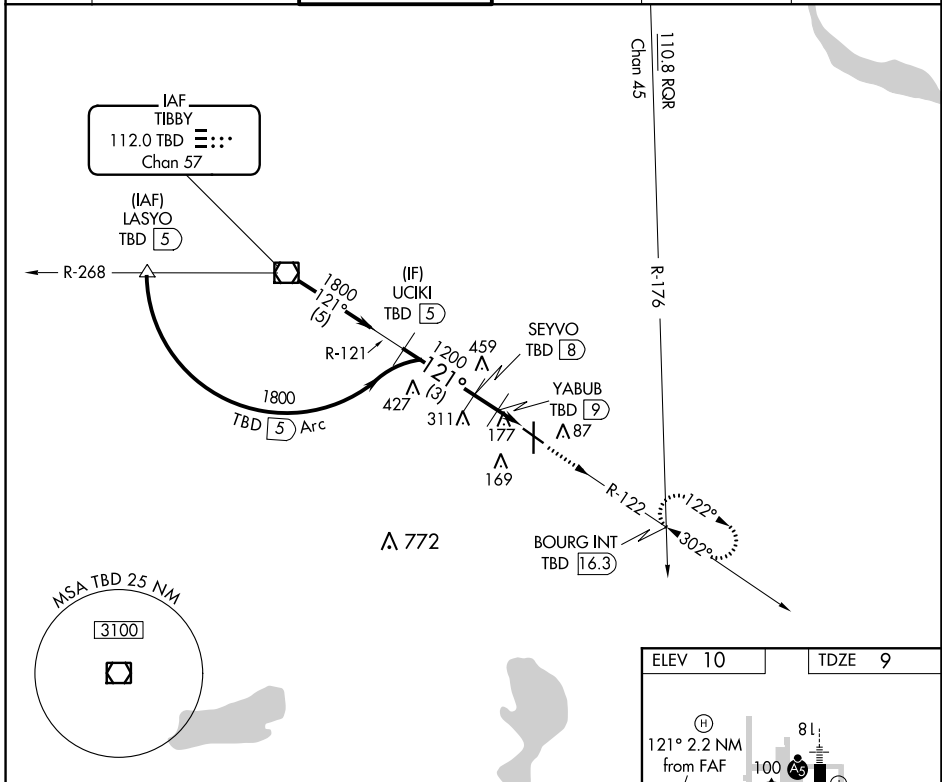 110.8 RQR
Chan 45
IAF
TIBBY
112.0 TBD
Chan 57
(IAF)
LASYO
TBD 5
R-268
1800
121°
(5)
(IF)
UCIKI
TBD 5
R-121
R-176
SEYVO
TBD 8
1200
121°
(3)
459
427
311
YABUB
TBD 9
177
87
169
1800
TBD 5 Arc
R-122
122°
302°
BOURG INT
TBD 16.3
772
MSA TBD 25 NM
3100
ELEV 10
TDZE 9
H
121° 2.2 NM
from FAF
100
A5
18